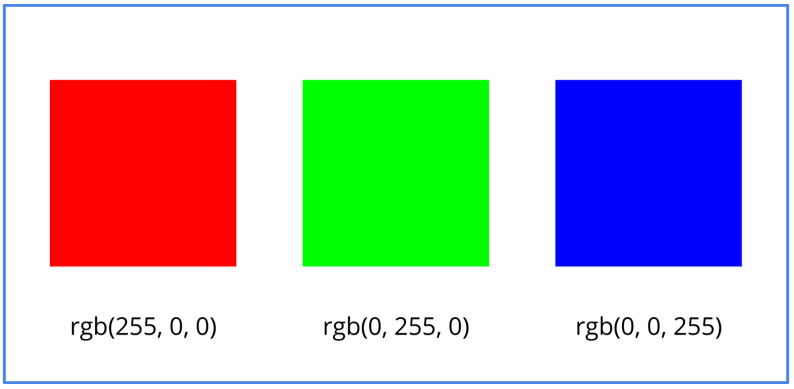 rgb(255, 0, 0) rgb(0, 255, 0) rgb(0, 0, 255)